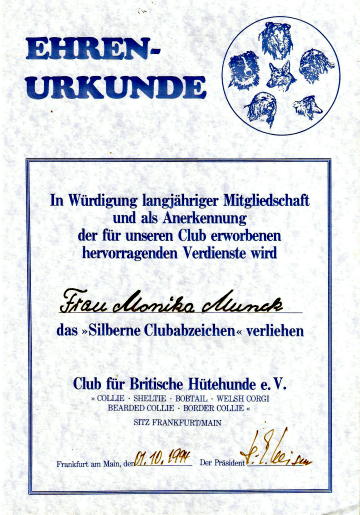 EHREN-
URKUNDE
In Würdigung langjähriger Mitgliedschaft
und als Anerkennung
der für unseren Club erworbenen
hervorragenden Verdienste wird
Frau Monika Munck
das »Silberne Clubabzeichen« verleihen
Club für Britische Hütehunde e. V.
» COLLIE · SHELTIE · BOBTAIL · WELSH CORGI
BEARDED COLLIE · BORDER COLLIE «
SITZ FRANKFURT/MAIN
Frankfurt am Main, den 01.10.1994 Der Präsident